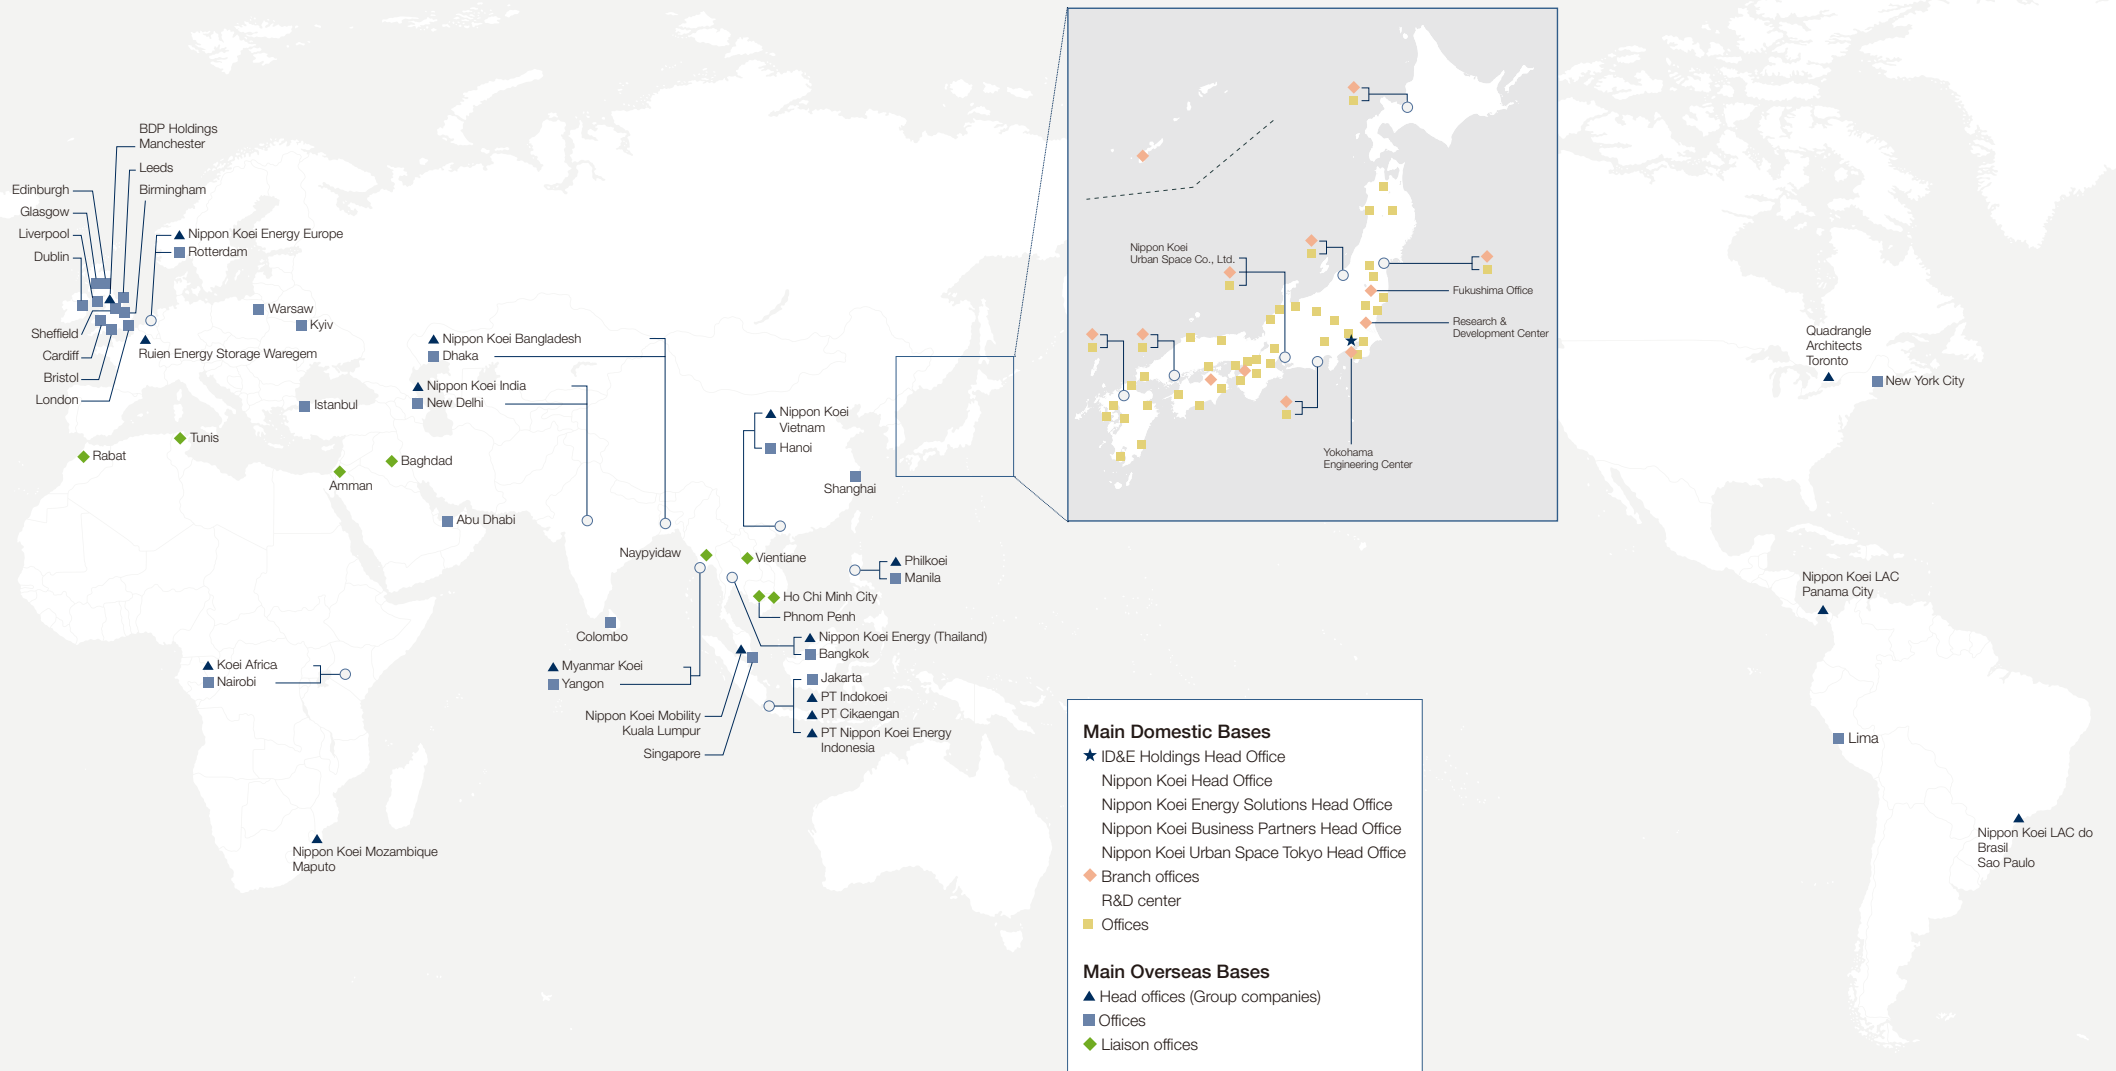 BDP Holdings
Manchester
Leeds
Birmingham
Edinburgh
Glasgow
Liverpool
Dublin
Nippon Koei Energy Europe
Rotterdam
Warsaw
Kyiv
Sheffield
Cardiff
Bristol
London
Ruien Energy Storage Waregem
Istanbul
Tunis
Rabat
Amman
Baghdad
Abu Dhabi
Nippon Koei Bangladesh
Dhaka
Nippon Koei India
New Delhi
Nippon Koei
Vietnam
Hanoi
Shanghai
Naypyidaw
Vientiane
Ho Chi Minh City
Phnom Penh
Philkoei
Manila
Colombo
Nippon Koei Energy (Thailand)
Bangkok
Myanmar Koei
Yangon
Jakarta
PT Indokoei
PT Cikaengan
PT Nippon Koei Energy
Indonesia
Nippon Koei Mobility
Kuala Lumpur
Singapore
Koei Africa
Nairobi
Nippon Koei Mozambique
Maputo
Nippon Koei
Urban Space Co., Ltd.
Fukushima Office
Research &
Development Center
Yokohama
Engineering Center
Quadrangle
Architects
Toronto
New York City
Nippon Koei LAC
Panama City
Lima
Nippon Koei LAC do
Brasil
Sao Paulo
Main Domestic Bases
ID&E Holdings Head Office
Nippon Koei Head Office
Nippon Koei Energy Solutions Head Office
Nippon Koei Business Partners Head Office
Nippon Koei Urban Space Tokyo Head Office
Branch offices
R&D center
Offices
Main Overseas Bases
Head offices (Group companies)
Offices
Liaison offices